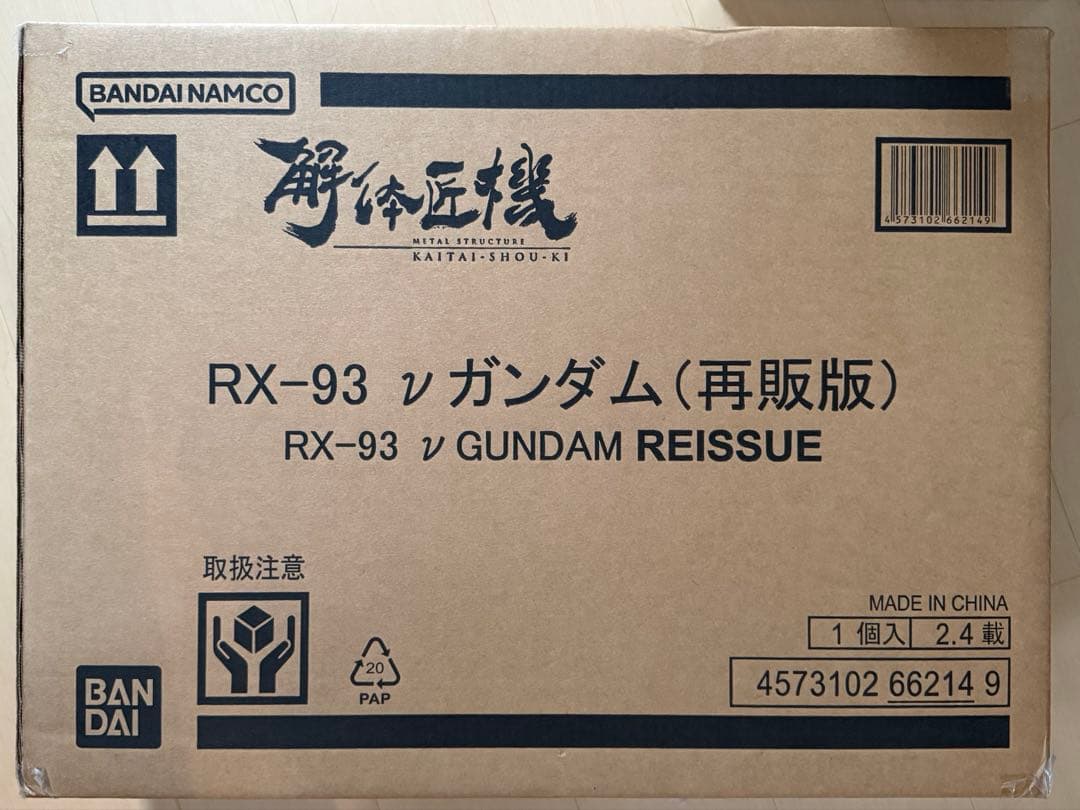 BANDAI NAMCO
解体匠機
METAL STRUCTURE
KAITAI-SHOU-KI
4573102662149
RX-93 νガンダム(再販版)
RX-93 ν GUNDAM REISSUE
取扱注意
20
PAP
BAN
DAI
MADE IN CHINA
1個入 2.4載
4573102 66214 9